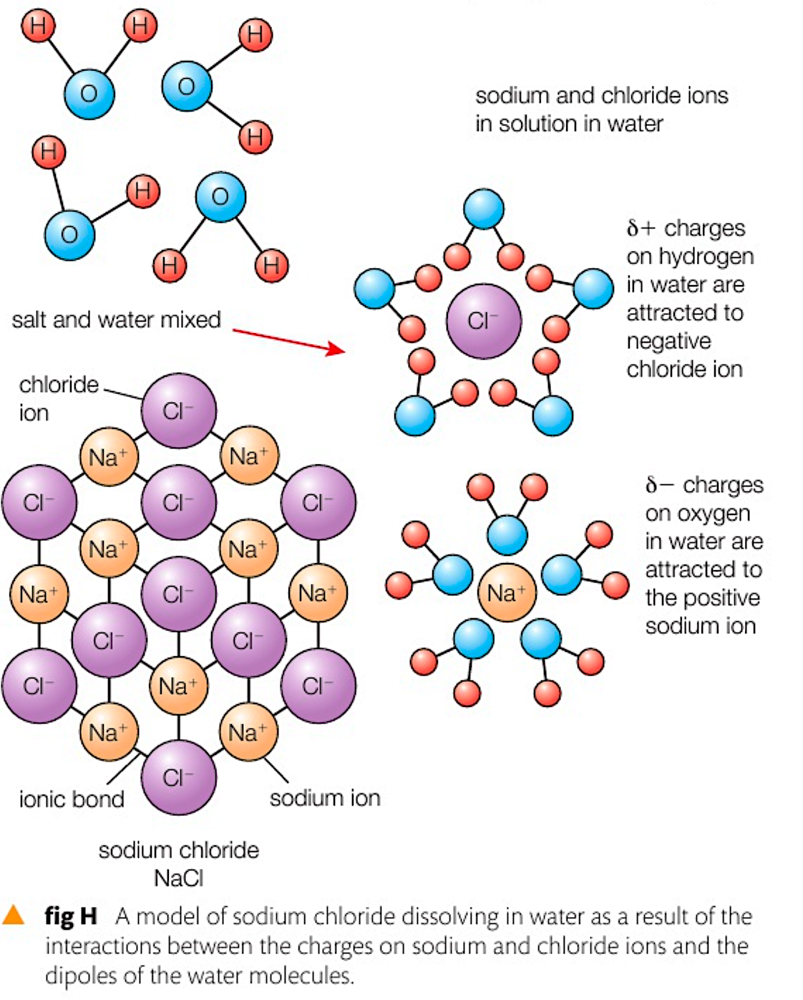 H
H
O
H
O
H
H
H
O
O
H
H
salt and water mixed
sodium and chloride ions
in solution in water
Cl⁻
δ+ charges
on hydrogen
in water are
attracted to
negative
chloride ion
Na⁺
δ− charges
on oxygen
in water are
attracted to
the positive
sodium ion
chloride
ion
Cl⁻
Na⁺
Na⁺
Cl⁻
Cl⁻
Cl⁻
Na⁺
Na⁺
Na⁺
Cl⁻
Na⁺
Cl⁻
Cl⁻
Cl⁻
Na⁺
Cl⁻
Na⁺
Na⁺
Cl⁻
ionic bond
sodium ion
sodium chloride
NaCl
fig H A model of sodium chloride dissolving in water as a result of the
interactions between the charges on sodium and chloride ions and the
dipoles of the water molecules.